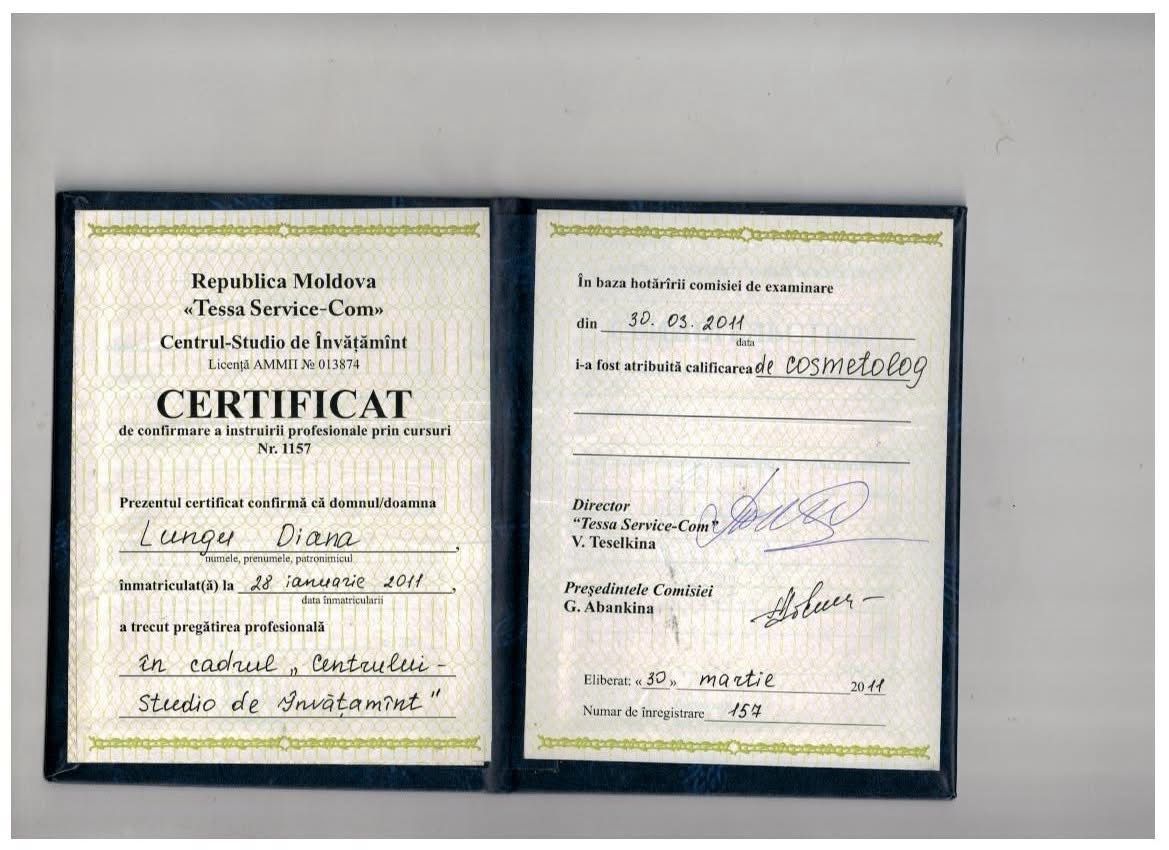 Republica Moldova
«Tessa Service-Com»
Centrul-Studio de Învăţămînt
Licenţă AMMII № 013874
CERTIFICAT
de confirmare a instruirii profesionale prin cursuri
Nr. 1157
Prezentul certificat confirmă că domnul/doamna
Lungu Diana,
numele, prenumele, patronimicul
înmatriculat(ă) la 28 ianuarie 2011,
data înmatriculării
a trecut pregătirea profesională
în cadrul „Centrului-
Studio de Învăţamînt"
În baza hotărîrii comisiei de examinare
din 30. 03. 2011
data
i-a fost atribuită calificarea de cosmetolog
Director
“Tessa Service-Com”
V. Teselkina
Preşedintele Comisiei
G. Abankina
Eliberat: «30» martie 2011
Numar de înregistrare 157